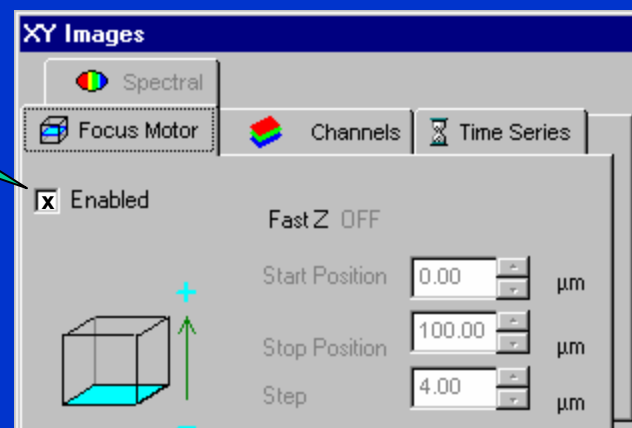 XY Images
Spectral
Focus Motor Channels Time Series
x Enabled
Fast Z OFF
Start Position 0.00 µm
Stop Position 100.00 µm
Step 4.00 µm